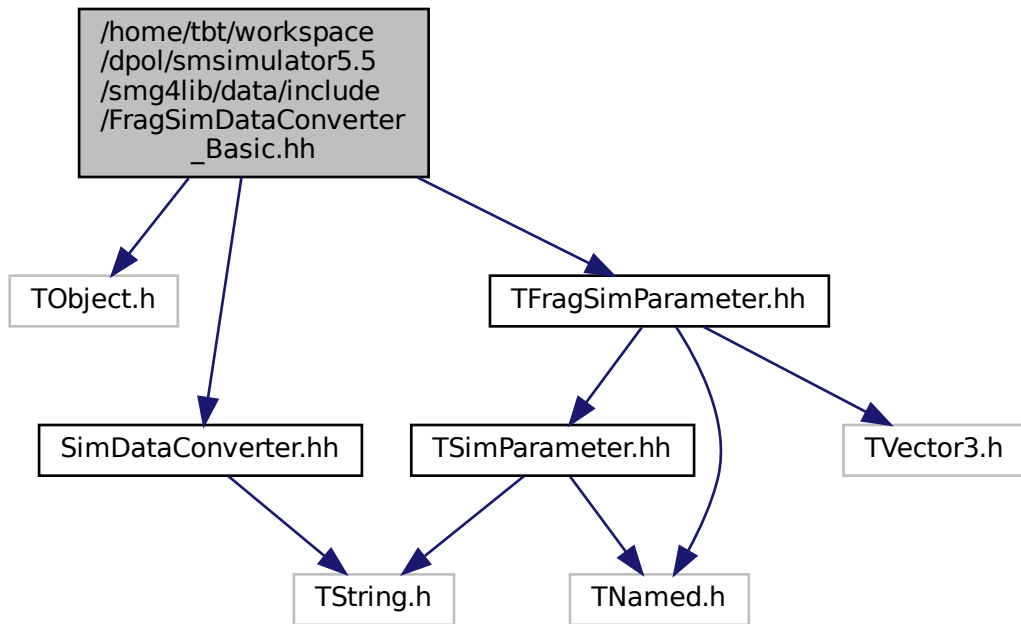 /home/tbt/workspace
/dpol/smsimulator5.5
/smg4lib/data/include
/FragSimDataConverter
_Basic.hh
TObject.h
TFragSimParameter.hh
SimDataConverter.hh
TSimParameter.hh
TVector3.h
TString.h
TNamed.h